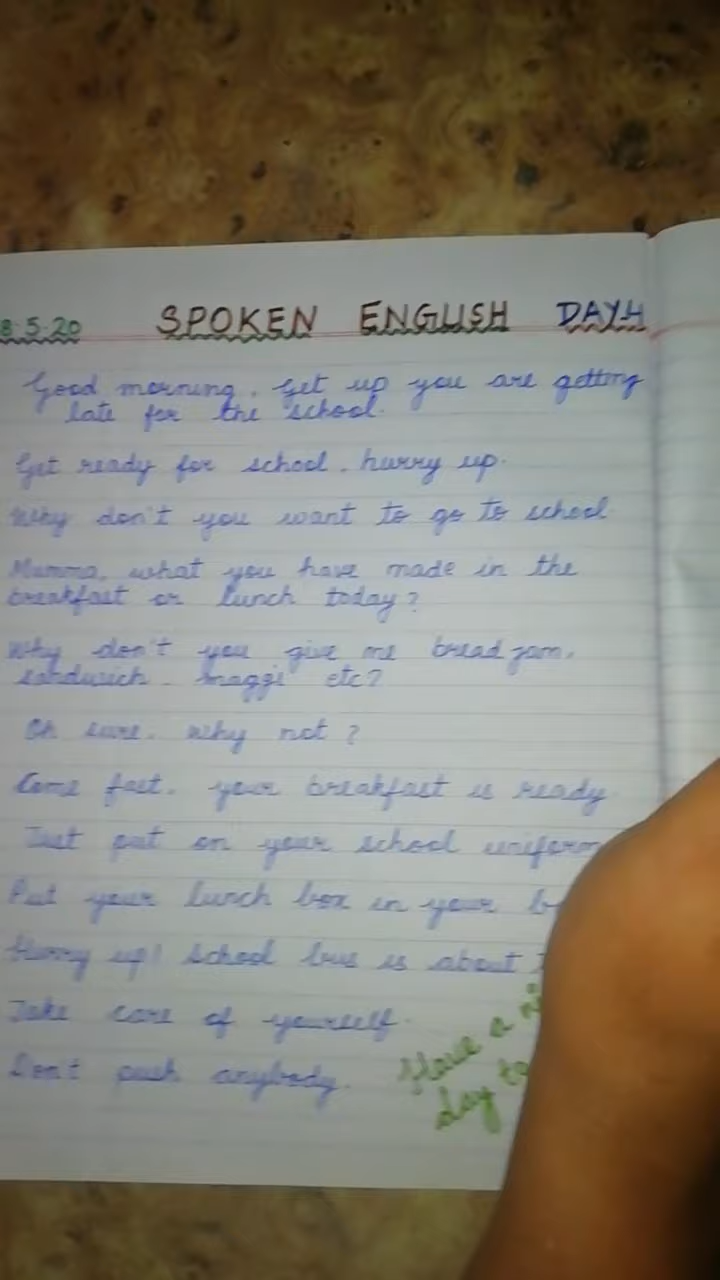 8.5.20 SPOKEN ENGLISH DAY4
Good morning. Get up you are getting
late for the school.
Get ready for school. hurry up.
Why don't you want to go to school
Mumma, what you have made in the
breakfast or lunch today?
Why don't you give me bread jam,
sandwich. maggi etc?
Oh sure. Why not?
Come fast. your breakfast is ready
Just put on your school uniform
Put your lunch box in your
Hurry up! school bus is about
Take care of yourself.
Have a
day
Don't push anybody.